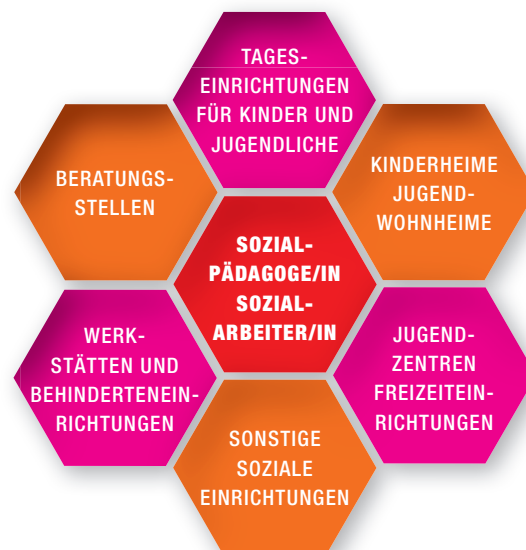 TAGES-
EINRICHTUNGEN
FÜR KINDER UND
JUGENDLICHE
BERATUNGS-
STELLEN
KINDERHEIME
JUGEND-
WOHNHEIME
SOZIAL-
PÄDAGOGE/IN
SOZIAL-
ARBEITER/IN
WERK-
STÄTTEN UND
BEHINDERTENEIN-
RICHTUNGEN
JUGEND-
ZENTREN
FREIZEITEIN-
RICHTUNGEN
SONSTIGE
SOZIALE
EINRICHTUNGEN